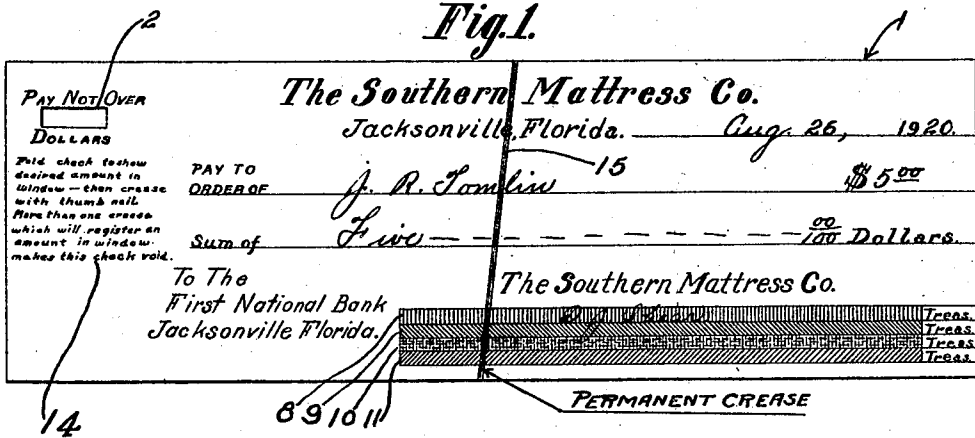 Fig.1.
2
1
PAY NOT OVER
DOLLARS
Fold check to show
desired amount in
window — then crease
with thumb nail.
More than one crease
which will register an
amount in window
makes this check void.
The Southern Mattress Co.
Jacksonville, Florida. Aug. 26, 1920.
15
PAY TO
ORDER OF J. R. Tomlin $5 00
Sum of Five — — — — — — 00/100 Dollars.
To The
First National Bank
Jacksonville Florida.
The Southern Mattress Co.
Treas.
Treas.
Treas.
Treas.
8 9 10 11
PERMANENT CREASE
14